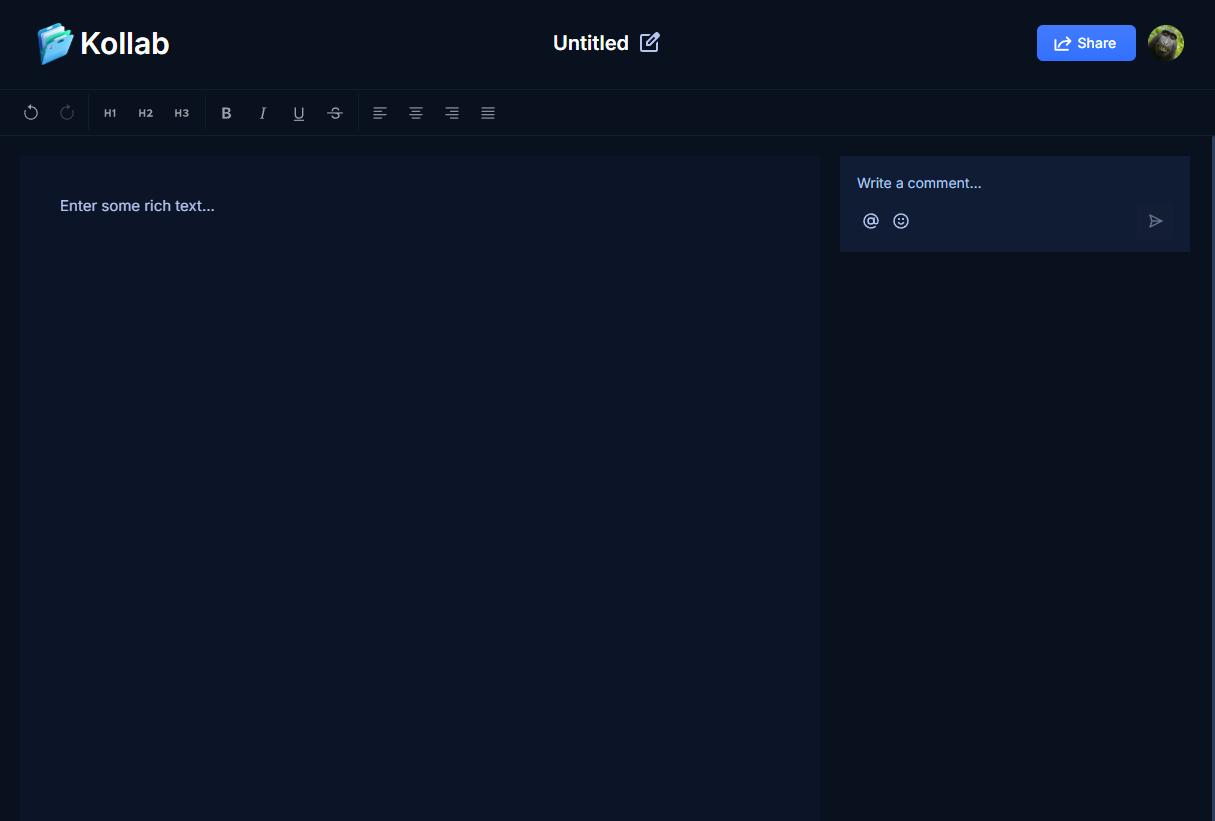 Kollab
Untitled
Share
H1 H2 H3 B I U S
Enter some rich text...
Write a comment...
@